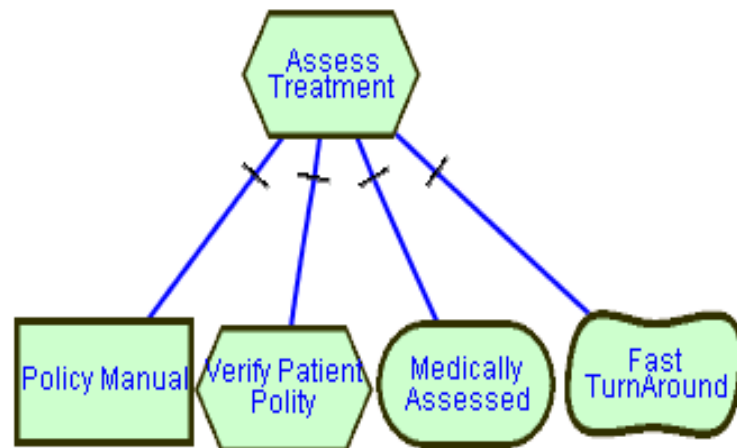 Assess
Treatment
Policy Manual
Verify Patient
Polity
Medically
Assessed
Fast
TurnAround